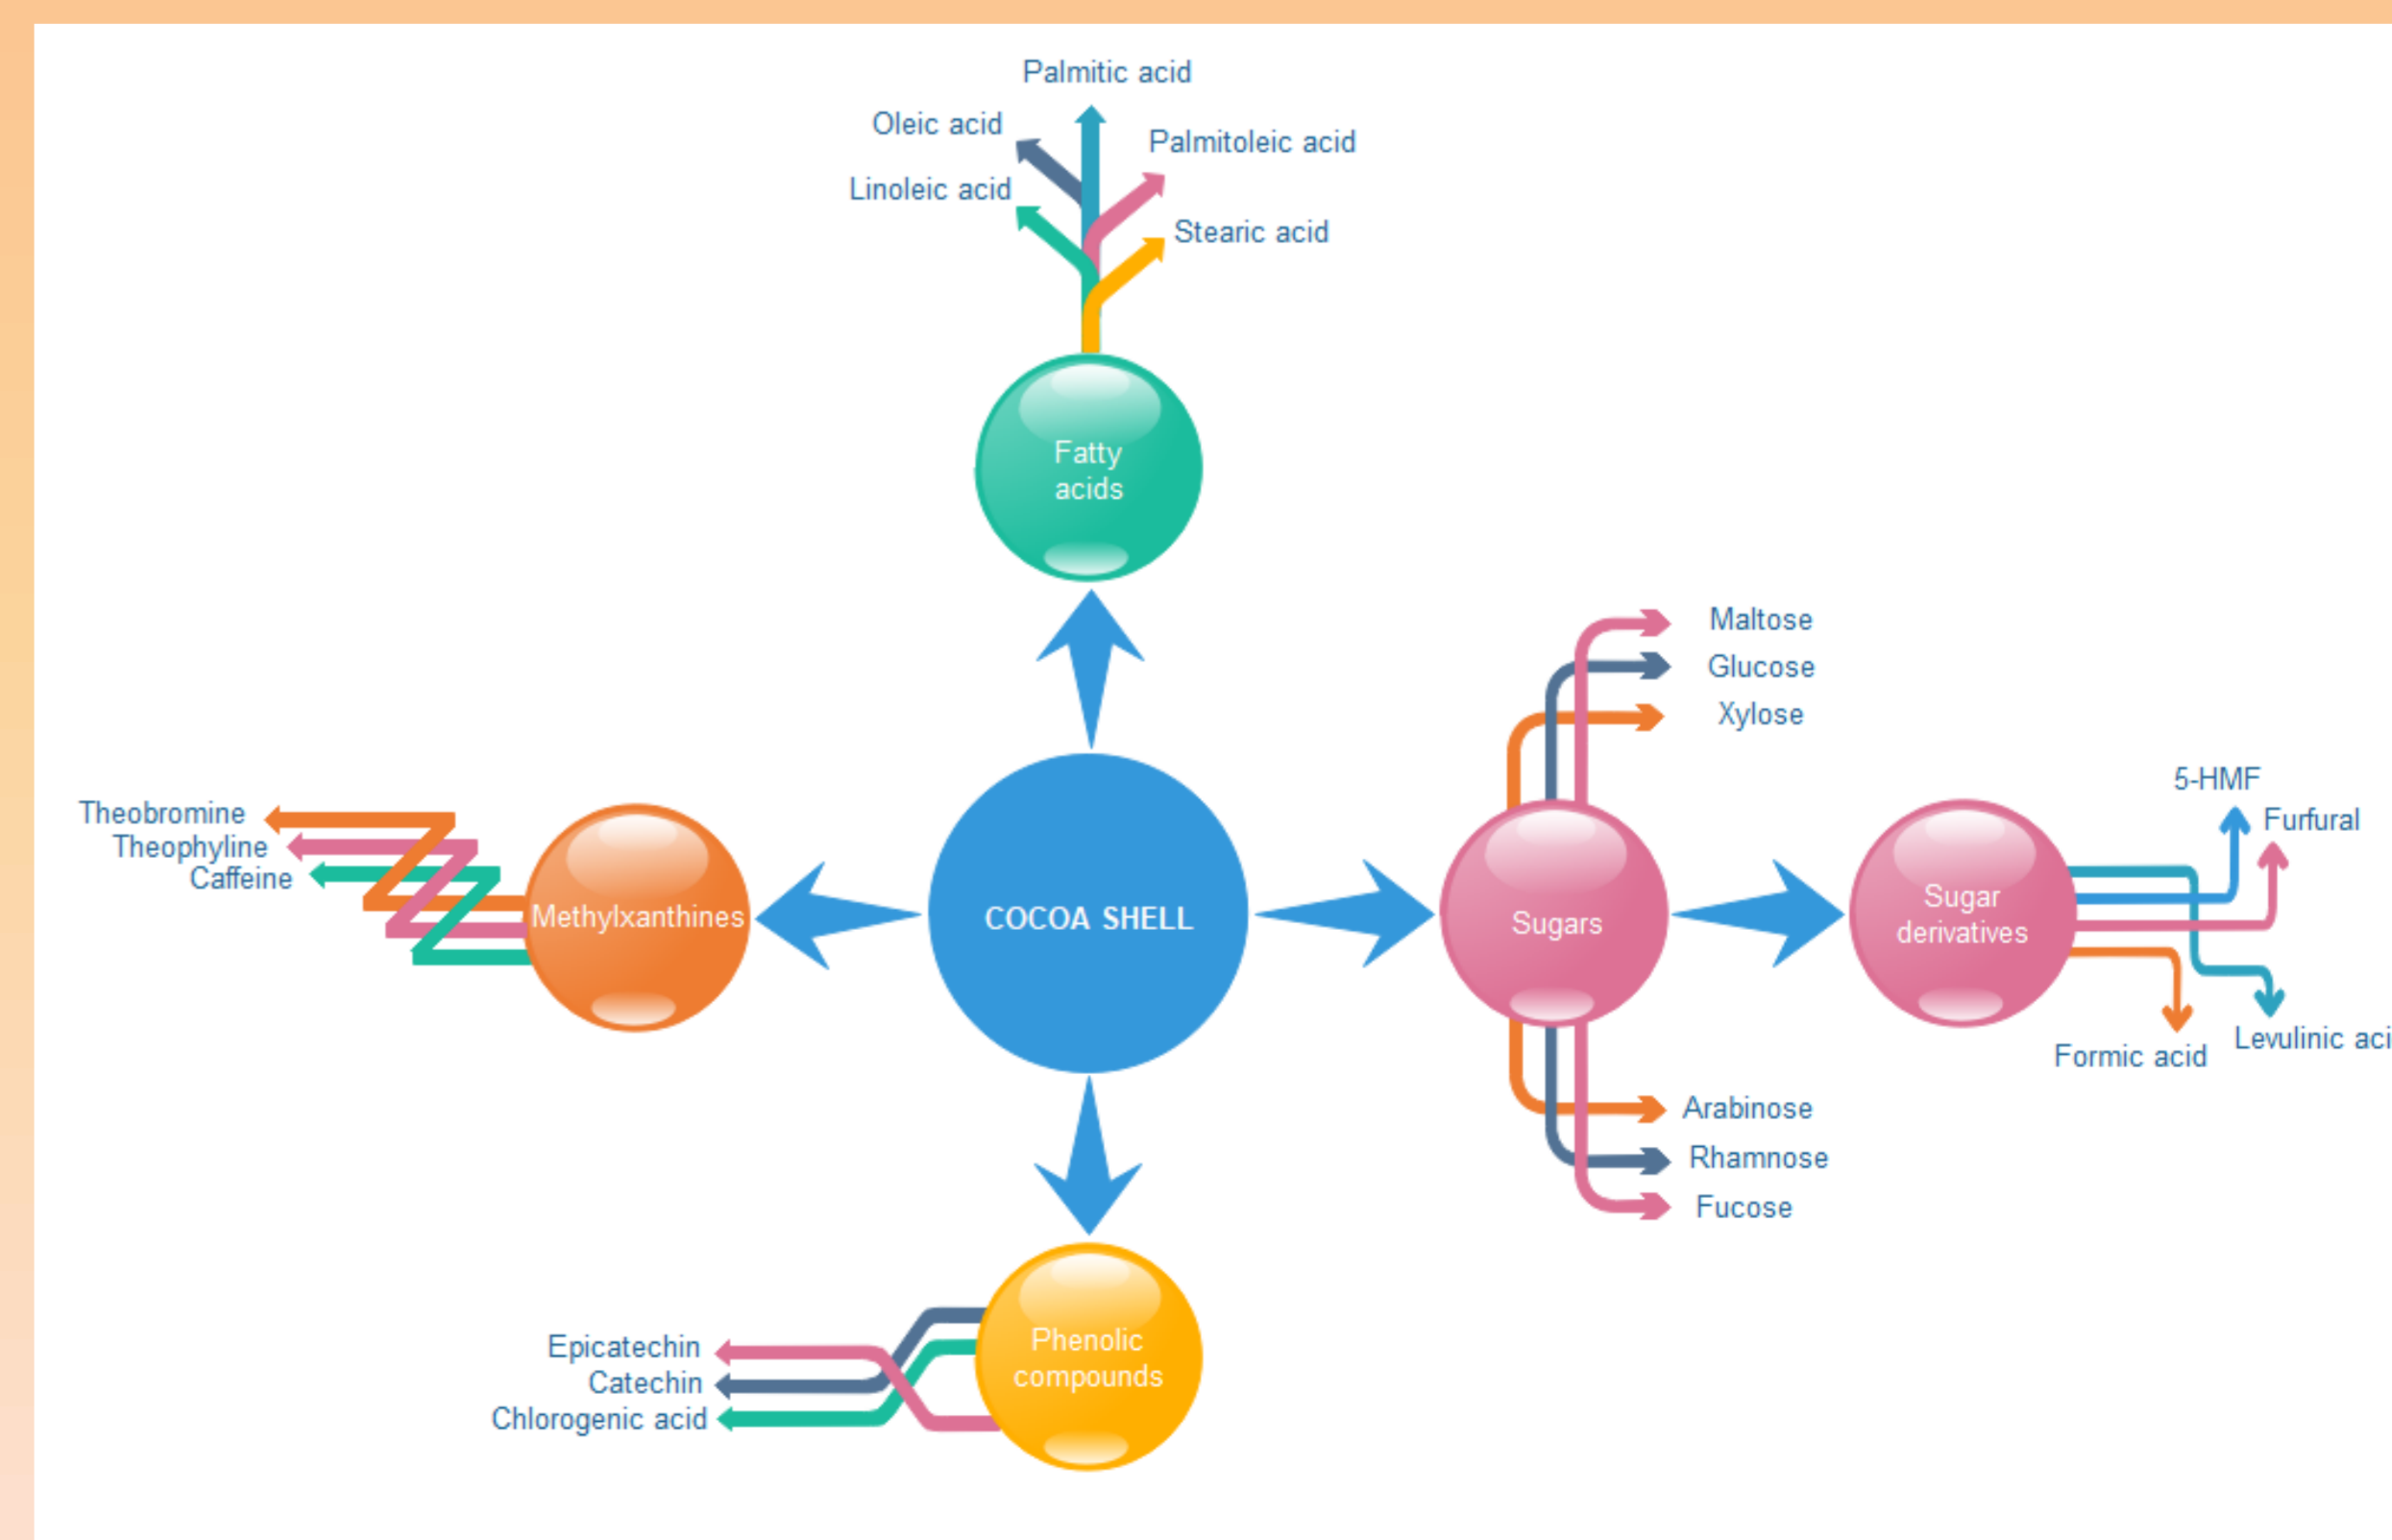 Palmitic acid
Oleic acid
Palmitoleic acid
Linoleic acid
Stearic acid
Fatty
acids
Maltose
Glucose
Xylose
Theobromine
Theophyline
Caffeine
Methylxanthines
COCOA SHELL
Sugars
Sugar
derivatives
5-HMF
Furfural
Formic acid
Levulinic aci
Arabinose
Rhamnose
Fucose
Phenolic
compounds
Epicatechin
Catechin
Chlorogenic acid